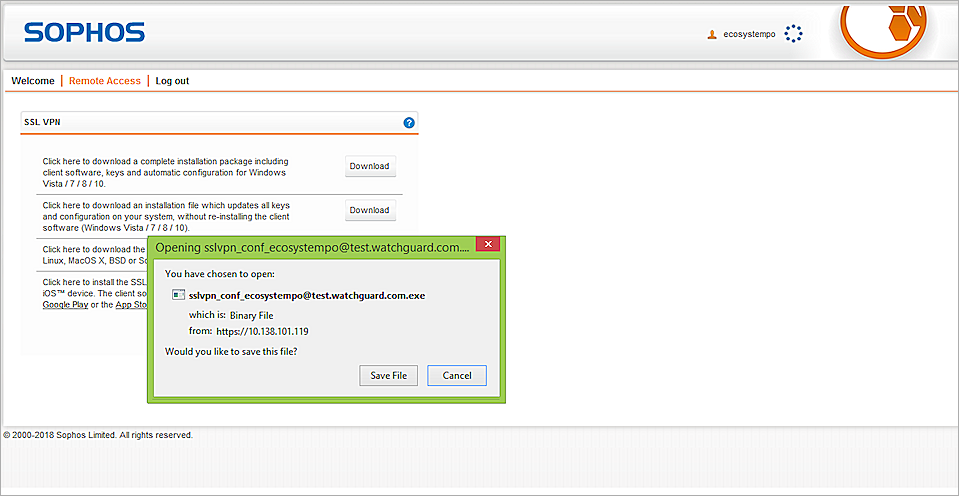 SOPHOS
ecosystempo
Welcome | Remote Access | Log out
SSL VPN
?
Click here to download a complete installation package including
client software, keys and automatic configuration for Windows
Vista / 7 / 8 / 10.
Download
Click here to download an installation file which updates all keys
and configuration on your system, without re-installing the client
software (Windows Vista / 7 / 8 / 10).
Download
Click here to download the
Linux, MacOS X, BSD or So
Click here to install the SSL
iOS™ device. The client so
Google Play or the App Sto
Opening sslvpn_conf_ecosystempo@test.watchguard.com....
You have chosen to open:
sslvpn_conf_ecosystempo@test.watchguard.com.exe
which is: Binary File
from: https://10.138.101.119
Would you like to save this file?
Save File
Cancel
© 2000-2018 Sophos Limted. All rights reserved.